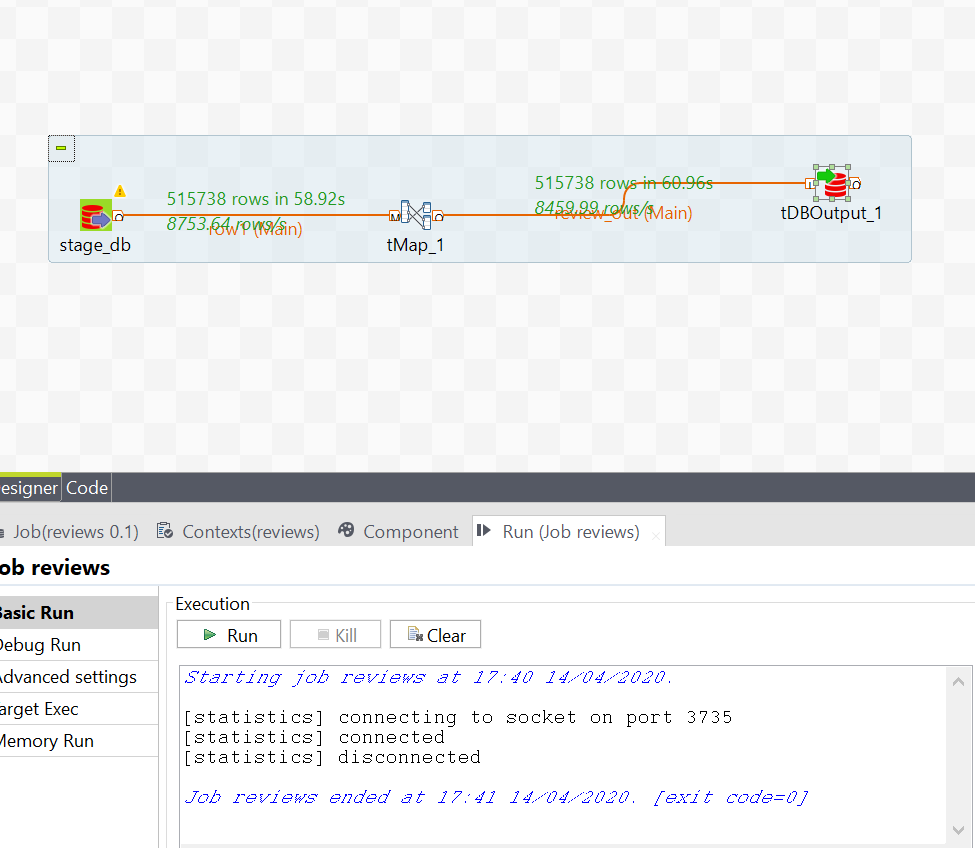 515738 rows in 58.92s
8753.64 rows/s
row1 (Main)
515738 rows in 60.96s
8459.99 rows/s
review_out (Main)
stage_db
tMap_1
tDBOutput_1
esigner Code
Job(reviews 0.1) Contexts(reviews) Component Run (Job reviews)
ob reviews
Basic Run
Debug Run
Advanced settings
arget Exec
Memory Run
Execution
Run Kill Clear
Starting job reviews at 17:40 14/04/2020.
[statistics] connecting to socket on port 3735
[statistics] connected
[statistics] disconnected
Job reviews ended at 17:41 14/04/2020. [exit code=0]